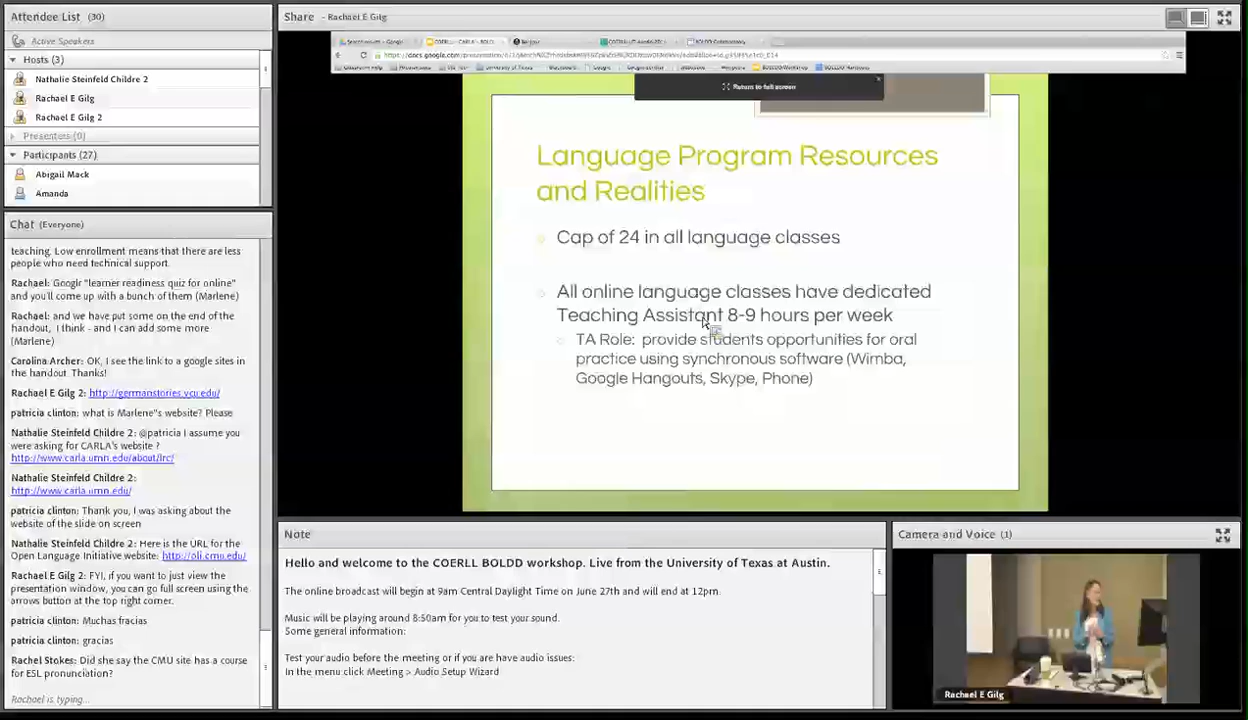 Attendee List (30)
Active Speakers
Hosts (3)
Nathalie Steinfeld Childre 2
Rachael E Gilg
Rachael E Gilg 2
Presenters (0)
Participants (27)
Abigail Mack
Amanda
Chat (Everyone)
teaching. Low enrollment means that there are less
people who need technical support.
Rachael: Googlr "learner readiness quiz for online"
and you'll come up with a bunch of them (Marlene)
Rachael: and we have put some on the end of the
handout, I think - and I can add some more
(Marlene)
Carolina Archer: OK, I see the link to a google sites in
the handout Thanks!
Rachael E Gilg 2: http://germanstories.vcu.edu/
patricia clinton: what is Marlene"s website? Please
Nathalie Steinfeld Childre 2: @patricia I assume you
were asking for CARLA's website ?
http://www.carla.umn.edu/about/lrc/
Nathalie Steinfeld Childre 2:
http://www.carla.umn.edu/
patricia clinton: Thank you, I was asking about the
website of the slide on screen
Nathalie Steinfeld Childre 2: Here is the URL for the
Open Language Initiative website: http://oli.cmu.edu/
Rachael E Gilg 2: FYI, if you want to just view the
presentation window, you can go full screen using the
arrows button at the top right corner.
patricia clinton: Muchas fracias
patricia clinton: gracias
Rachel Stokes: Did she say the CMU site has a course
for ESL pronunciation?
Rachael is typing...
Share - Rachael E Gilg
Return to full screen
Language Program Resources
and Realities
Cap of 24 in all language classes
All online language classes have dedicated
Teaching Assistant 8-9 hours per week
TA Role: provide students opportunities for oral
practice using synchronous software (Wimba,
Google Hangouts, Skype, Phone)
Note
Hello and welcome to the COERLL BOLDD workshop. Live from the University of Texas at Austin.
The online broadcast will begin at 9am Central Daylight Time on June 27th and will end at 12pm.
Music will be playing around 8:50am for you to test your sound.
Some general information:
Test your audio before the meeting or if you are have audio issues:
In the menu click Meeting > Audio Setup Wizard
Camera and Voice (1)
Rachael E Gilg